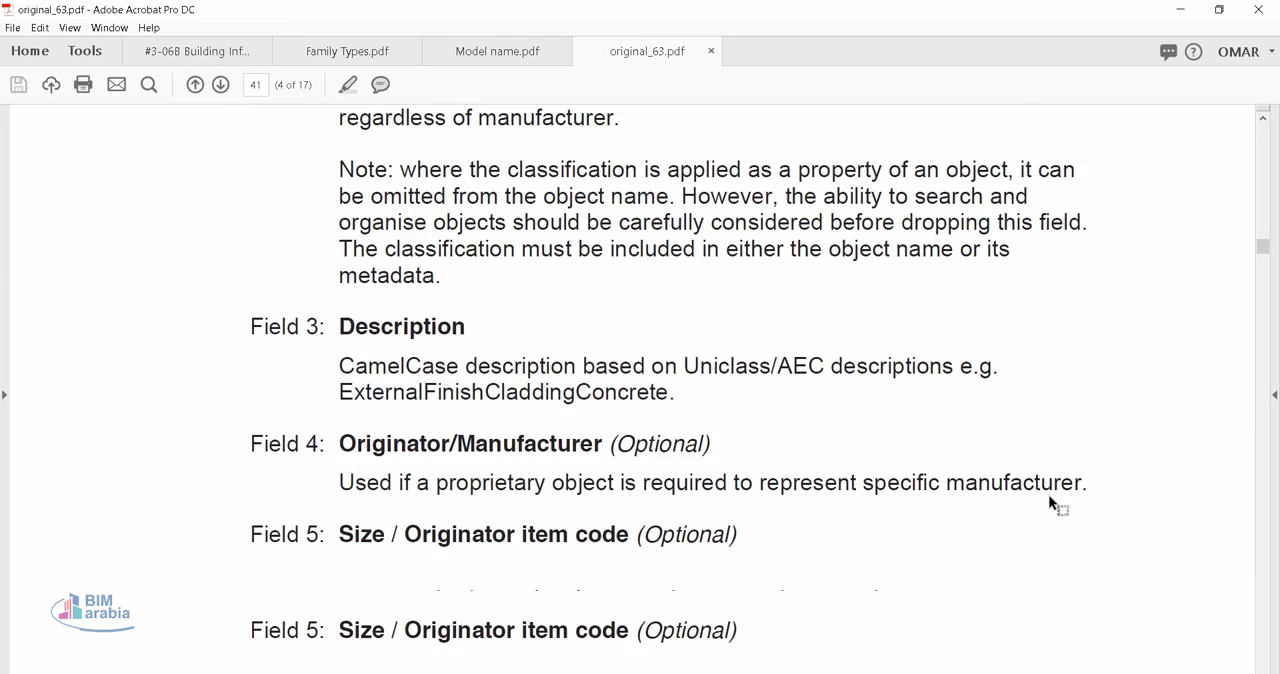 original_63.pdf - Adobe Acrobat Pro DC
File Edit View Window Help
Home Tools #3-06B Building Inf... Family Types.pdf Model name.pdf original_63.pdf × OMAR
41 (4 of 17)
regardless of manufacturer.
Note: where the classification is applied as a property of an object, it can
be omitted from the object name. However, the ability to search and
organise objects should be carefully considered before dropping this field.
The classification must be included in either the object name or its
metadata.
Field 3: Description
CamelCase description based on Uniclass/AEC descriptions e.g.
ExternalFinishCladdingConcrete.
Field 4: Originator/Manufacturer (Optional)
Used if a proprietary object is required to represent specific manufacturer.
Field 5: Size / Originator item code (Optional)
BIM
arabia
Field 5: Size / Originator item code (Optional)